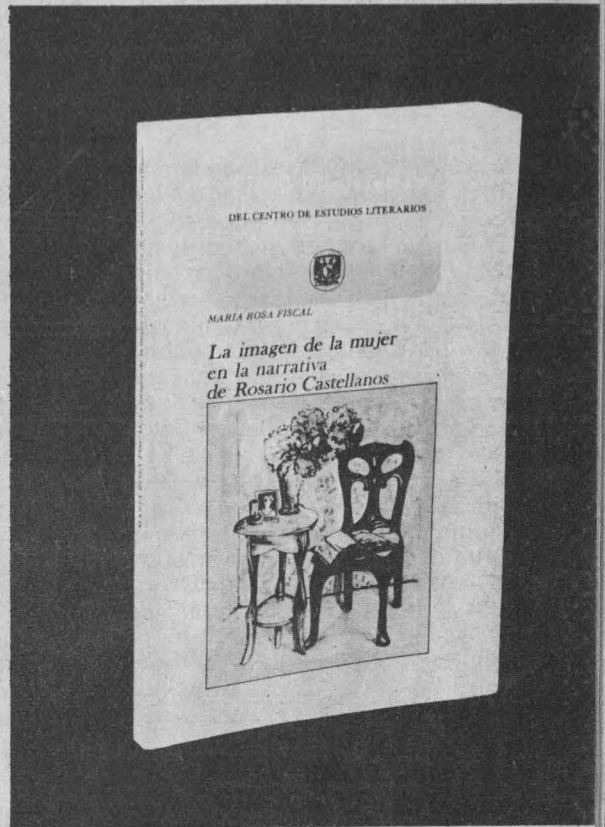 DEL CENTRO DE ESTUDIOS LITERARIOS
MARIA ROSA FISCAL
La imagen de la mujer
en la narrativa
de Rosario Castellanos